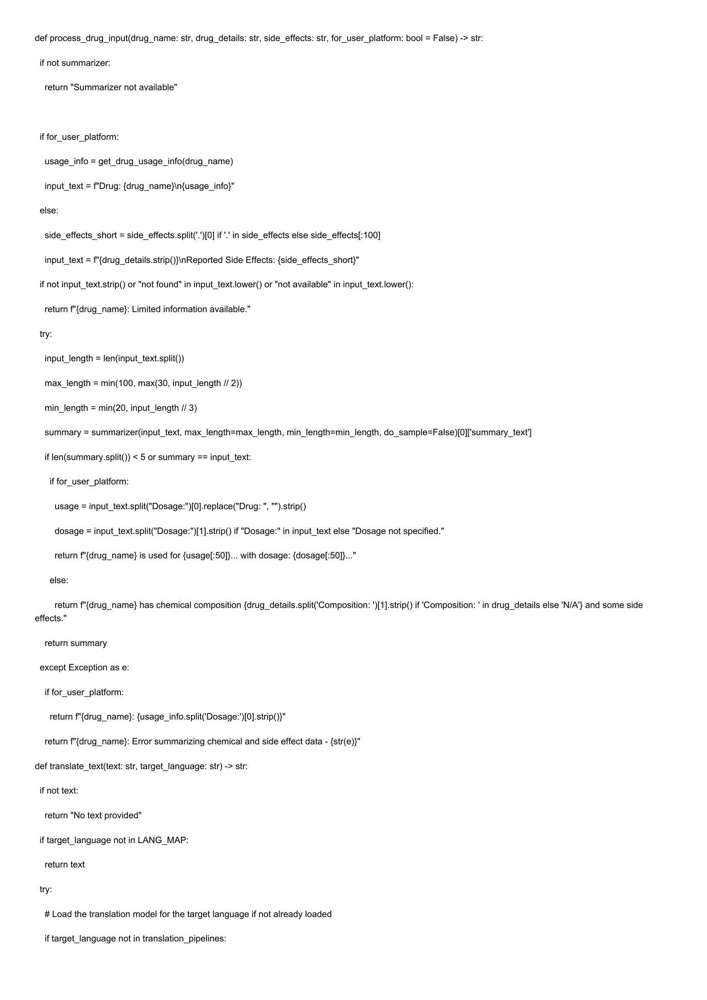 def process_drug_input(drug_name: str, drug_details: str, side_effects: str, for_user_platform: bool = False) -> str:
if not summarizer:
return "Summarizer not available"
if for_user_platform:
usage_info = get_drug_usage_info(drug_name)
input_text = f"Drug: {drug_name}\n{usage_info}"
else:
side_effects_short = side_effects.split('.')[0] if '.' in side_effects else side_effects[:100]
input_text = f"{drug_details.strip()}\nReported Side Effects: {side_effects_short}"
if not input_text.strip() or "not found" in input_text.lower() or "not available" in input_text.lower():
return f"{drug_name}: Limited information available."
try:
input_length = len(input_text.split())
max_length = min(100, max(30, input_length // 2))
min_length = min(20, input_length // 3)
summary = summarizer(input_text, max_length=max_length, min_length=min_length, do_sample=False)[0]['summary_text']
if len(summary.split()) < 5 or summary == input_text:
if for_user_platform:
usage = input_text.split("Dosage:")[0].replace("Drug: ", "").strip()
dosage = input_text.split("Dosage:")[1].strip() if "Dosage:" in input_text else "Dosage not specified."
return f"{drug_name} is used for {usage[:50]}... with dosage: {dosage[:50]}..."
else:
return f"{drug_name} has chemical composition {drug_details.split('Composition: ')[1].strip() if 'Composition: ' in drug_details else 'N/A'} and some side
effects."
return summary
except Exception as e:
if for_user_platform:
return f"{drug_name}: {usage_info.split('Dosage:')[0].strip()}"
return f"{drug_name}: Error summarizing chemical and side effect data - {str(e)}"
def translate_text(text: str, target_language: str) -> str:
if not text:
return "No text provided"
if target_language not in LANG_MAP:
return text
try:
# Load the translation model for the target language if not already loaded
if target_language not in translation_pipelines: